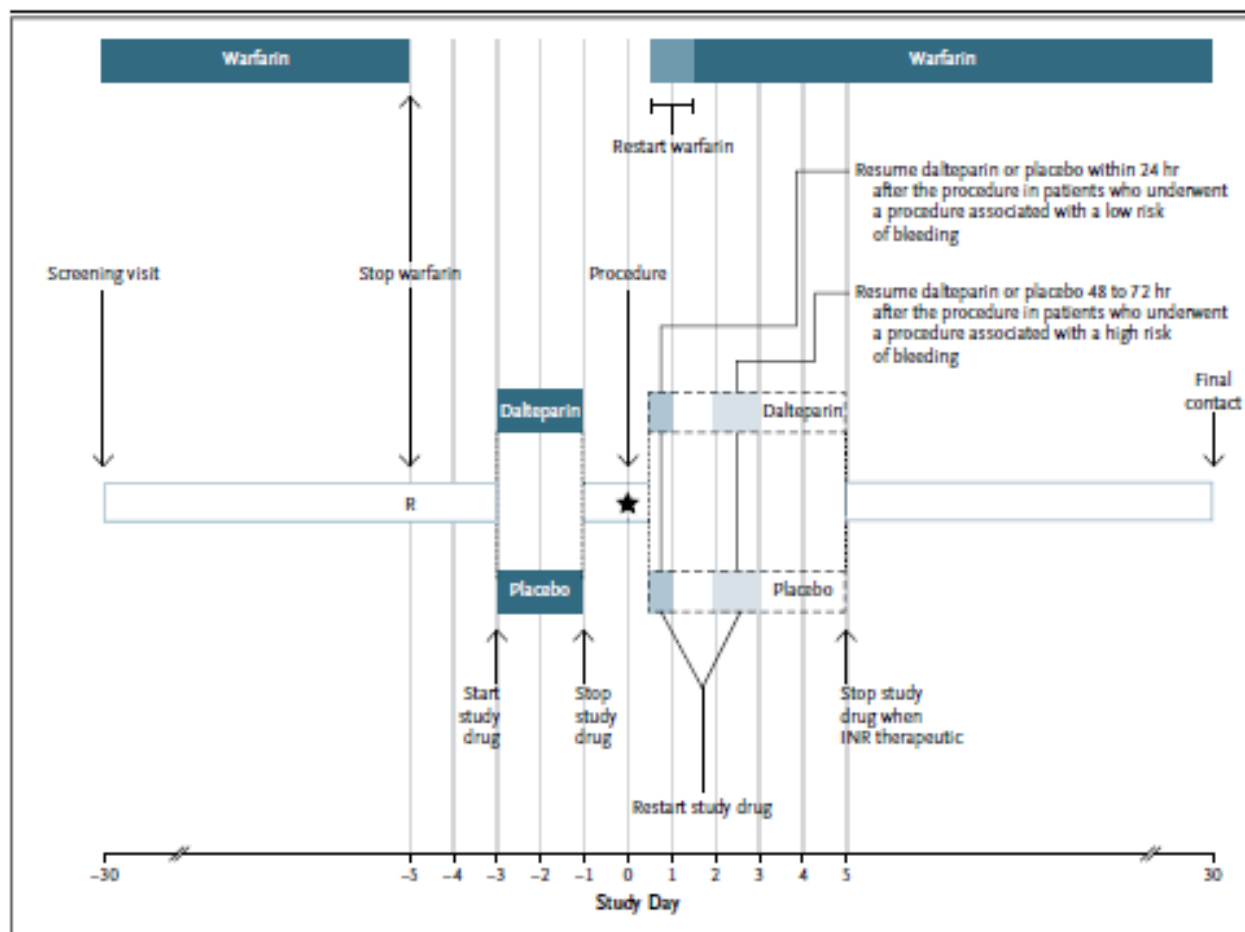 Warfarin
Warfarin
Restart warfarin
Resume dalteparin or placebo within 24 hr
after the procedure in patients who underwent
a procedure associated with a low risk
of bleeding
Screening visit
Stop warfarin
Procedure
Resume dalteparin or placebo 48 to 72 hr
after the procedure in patients who underwent
a procedure associated with a high risk
of bleeding
Final
contact
Dalteparin
Dalteparin
R
Placebo
Placebo
Start
study
drug
Stop
study
drug
Stop study
drug when
INR therapeutic
Restart study drug
–30 –5 –4 –3 –2 –1 0 1 2 3 4 5 30
Study Day